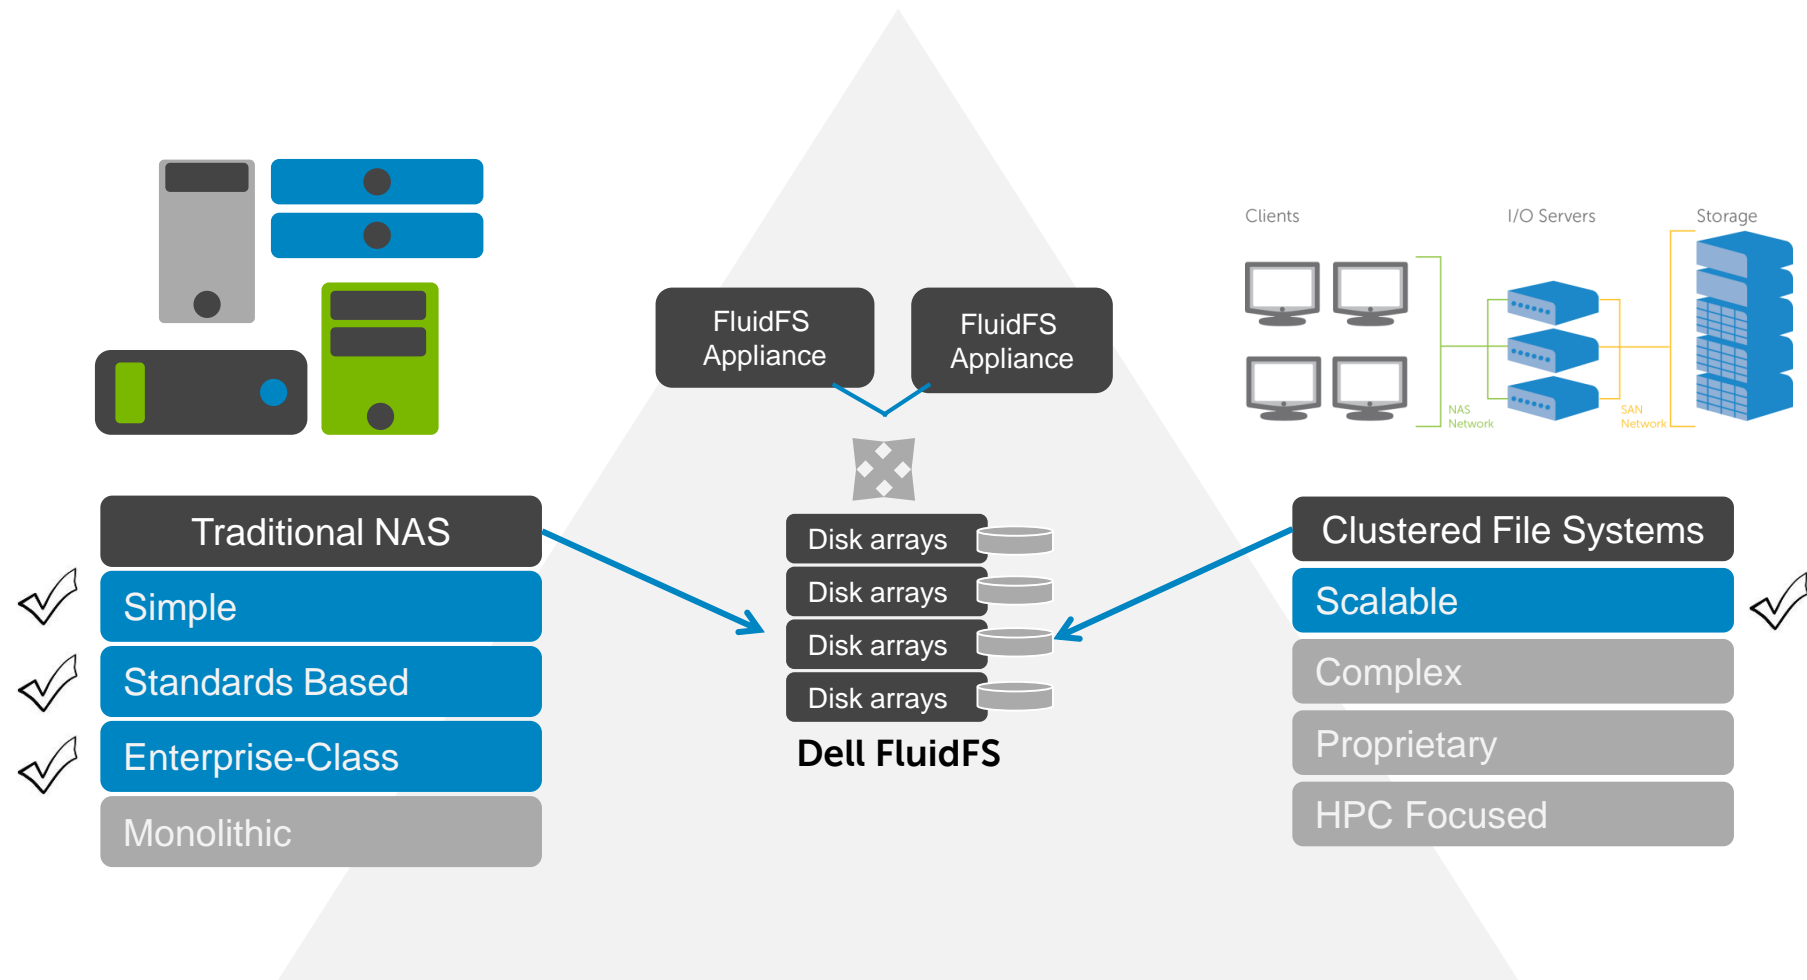 Clients
I/O Servers
Storage
NAS
Network
SAN
Network
FluidFS
Appliance
FluidFS
Appliance
Traditional NAS
Simple
Standards Based
Enterprise-Class
Monolithic
Disk arrays
Disk arrays
Disk arrays
Disk arrays
Dell FluidFS
Clustered File Systems
Scalable
Complex
Proprietary
HPC Focused